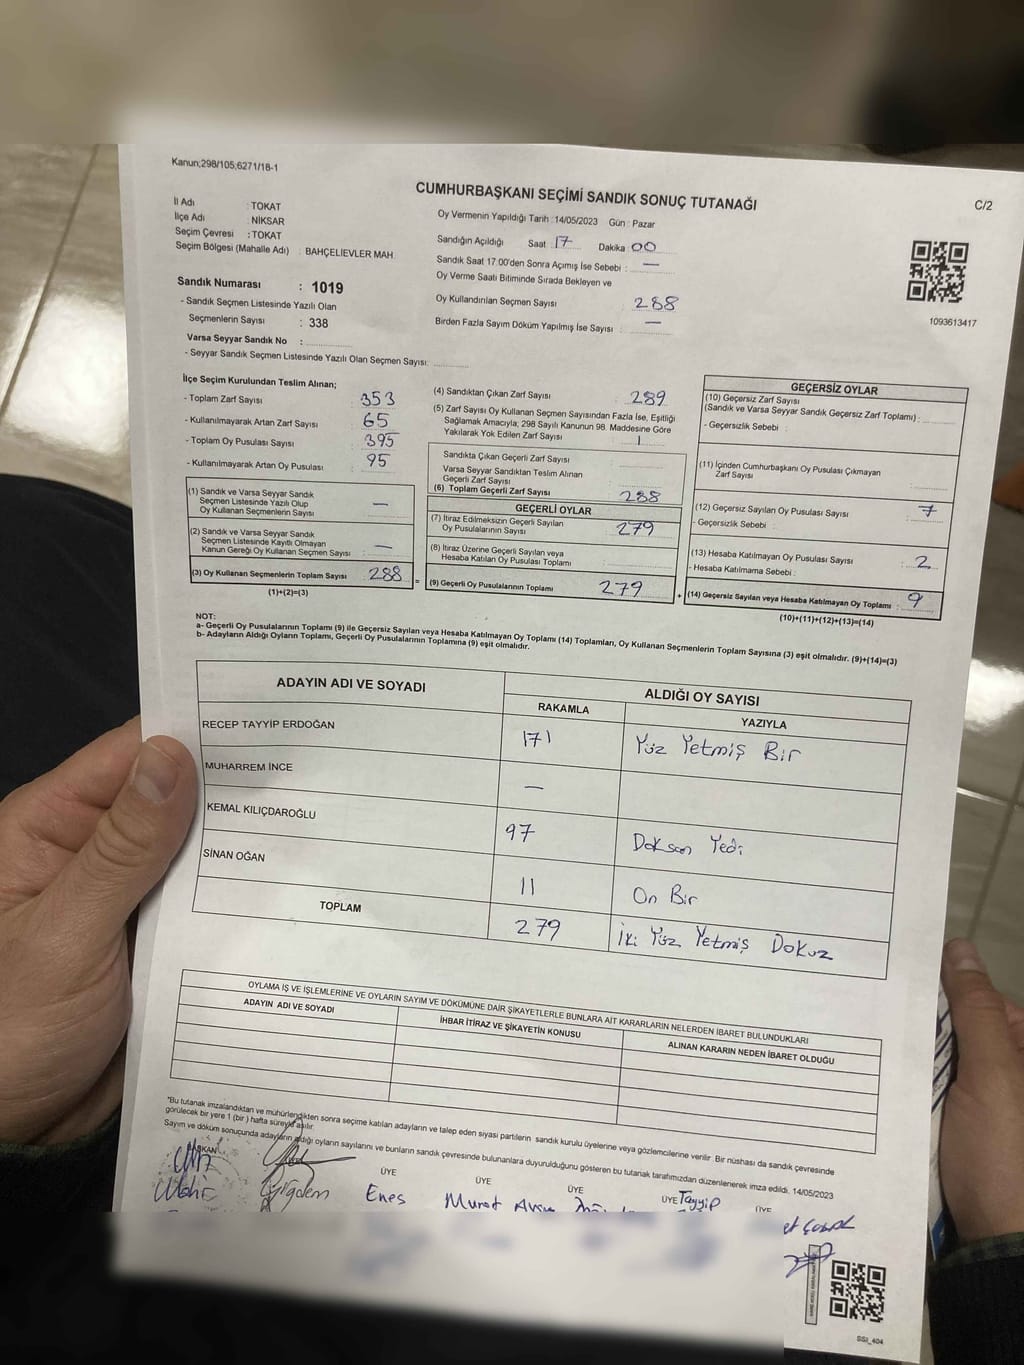 Kanun;298/105;6271/18-1
CUMHURBAŞKANI SEÇİMİ SANDIK SONUÇ TUTANAĞI
C/2
İl Adı : TOKAT
İlçe Adı : NİKSAR
Seçim Çevresi : TOKAT
Seçim Bölgesi (Mahalle Adı) : BAHÇELİEVLER MAH.
Oy Vermenin Yapıldığı Tarih :14/05/2023 Gün : Pazar
Sandığın Açıldığı Saat : 17 Dakika : 00
Sandık Saat 17.00'den Sonra Açımış İse Sebebi : —
Oy Verme Saati Bitiminde Sırada Bekleyen ve
Oy Kullandırılan Seçmen Sayısı : 288
Birden Fazla Sayım Döküm Yapılmış İse Sayısı : —
1093613417
Sandık Numarası : 1019
- Sandık Seçmen Listesinde Yazılı Olan
Seçmenlerin Sayısı : 338
Varsa Seyyar Sandık No :
- Seyyar Sandık Seçmen Listesinde Yazılı Olan Seçmen Sayısı:
İlçe Seçim Kurulundan Teslim Alınan;
- Toplam Zarf Sayısı : 353
- Kullanılmayarak Artan Zarf Sayısı : 65
- Toplam Oy Pusulası Sayısı : 395
- Kullanılmayarak Artan Oy Pusulası : 95
(1) Sandık ve Varsa Seyyar Sandık
Seçmen Listesinde Yazılı Olup
Oy Kullanan Seçmenlerin Sayısı : —
(2) Sandık ve Varsa Seyyar Sandık
Seçmen Listesinde Kayıtlı Olmayan
Kanun Gereği Oy Kullanan Seçmen Sayısı : —
(3) Oy Kullanan Seçmenlerin Toplam Sayısı : 288
(1)+(2)=(3)
(4) Sandıktan Çıkan Zarf Sayısı : 289
(5) Zarf Sayısı Oy Kullanan Seçmen Sayısından Fazla İse, Eşitliği
Sağlamak Amacıyla; 298 Sayılı Kanunun 98. Maddesine Göre
Yakılarak Yok Edilen Zarf Sayısı : 1
Sandıkta Çıkan Geçerli Zarf Sayısı :
Varsa Seyyar Sandıktan Teslim Alınan
Geçerli Zarf Sayısı :
(6) Toplam Geçerli Zarf Sayısı : 288
GEÇERLİ OYLAR
(7) İtiraz Edilmeksizin Geçerli Sayılan
Oy Pusulalarının Sayısı : 279
(8) İtiraz Üzerine Geçerli Sayılan veya
Hesaba Katılan Oy Pusulası Toplamı :
= (9) Geçerli Oy Pusulalarının Toplamı : 279
GEÇERSİZ OYLAR
(10) Geçersiz Zarf Sayısı
(Sandık ve Varsa Seyyar Sandık Geçersiz Zarf Toplamı) :
- Geçersizlik Sebebi :
(11) İçinden Cumhurbaşkanı Oy Pusulası Çıkmayan
Zarf Sayısı :
(12) Geçersiz Sayılan Oy Pusulası Sayısı : 7
- Geçersizlik Sebebi :
(13) Hesaba Katılmayan Oy Pusulası Sayısı : 2
- Hesaba Katılmama Sebebi :
+ (14) Geçersiz Sayılan veya Hesaba Katılmayan Oy Toplamı : 9
(10)+(11)+(12)+(13)=(14)
NOT:
a- Geçerli Oy Pusulalarının Toplamı (9) ile Geçersiz Sayılan veya Hesaba Katılmayan Oy Toplamı (14) Toplamları, Oy Kullanan Seçmenlerin Toplam Sayısına (3) eşit olmalıdır. (9)+(14)=(3)
b- Adayların Aldığı Oyların Toplamı, Geçerli Oy Pusulalarının Toplamına (9) eşit olmalıdır.
ADAYIN ADI VE SOYADI
ALDIĞI OY SAYISI
RAKAMLA YAZIYLA
RECEP TAYYİP ERDOĞAN 171 Yüz Yetmiş Bir
MUHARREM İNCE —
KEMAL KILIÇDAROĞLU 97 Doksan Yedi
SİNAN OĞAN 11 On Bir
TOPLAM 279 İki Yüz Yetmiş Dokuz
OYLAMA İŞ VE İŞLEMLERİNE VE OYLARIN SAYIM VE DÖKÜMÜNE DAİR ŞİKAYETLERLE BUNLARA AİT KARARLARIN NELERDEN İBARET BULUNDUKLARI
ADAYIN ADI VE SOYADI İHBAR İTİRAZ VE ŞİKAYETİN KONUSU ALINAN KARARIN NEDEN İBARET OLDUĞU
*Bu tutanak imzalandıktan ve mühürlendikten sonra seçime katılan adayların ve talep eden siyasi partilerin sandık kurulu üyelerine veya gözlemcilerine verilir. Bir nüshası da sandık çevresinde
görülecek bir yere 1 (bir ) hafta süreyle asılır.
Sayım ve döküm sonucunda adayların aldığı oyların sayılarını ve bunların sandık çevresinde bulunanlara duyurulduğunu gösteren bu tutanak tarafımızdan düzenlenerek imza edildi. 14/05/2023
BAŞKAN ÜYE ÜYE ÜYE ÜYE ÜYE
Çiğdem Enes Murat Tayyip
SSI_404